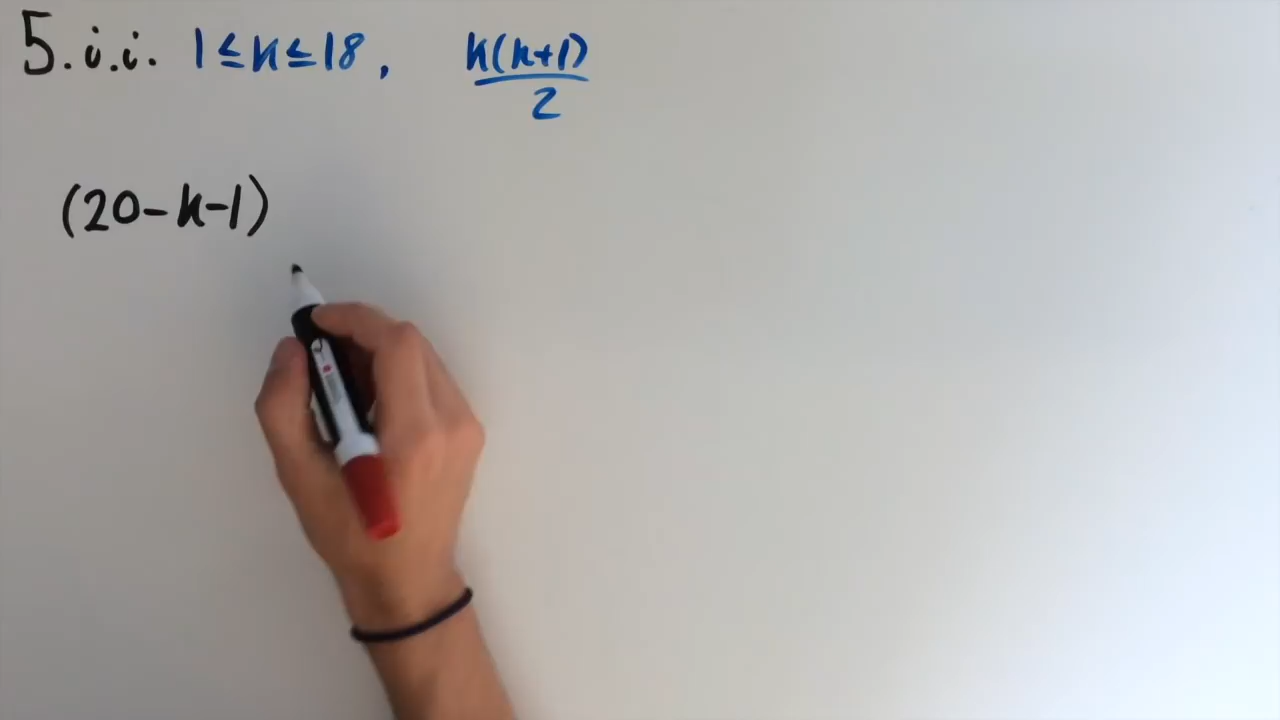 5.i.i. 1≤k≤18, k(k+1)/2
(20-k-1)